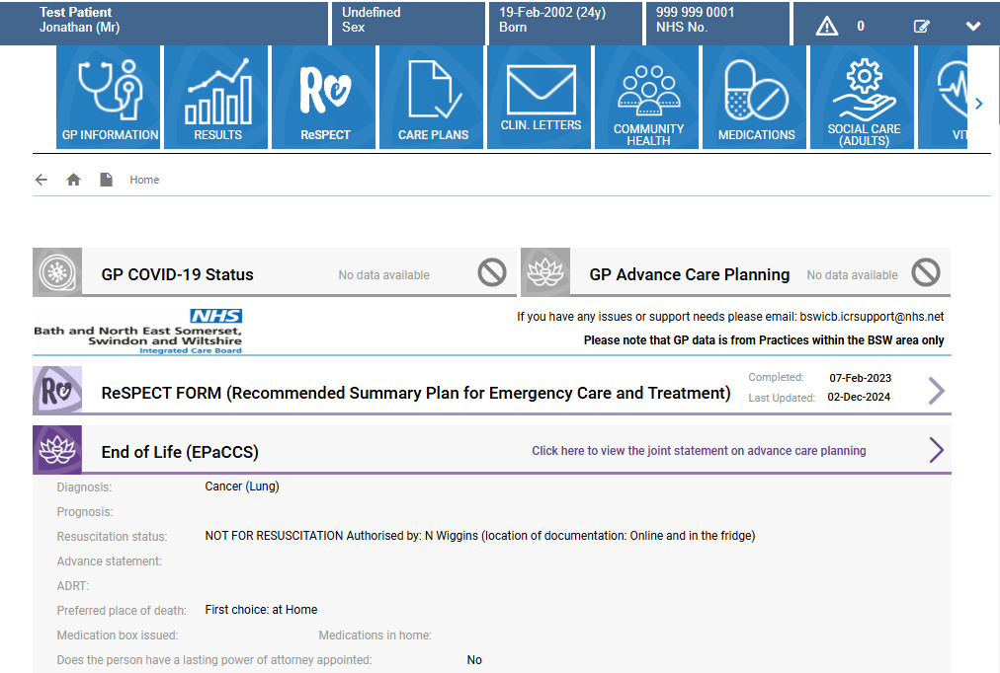 Test Patient
Jonathan (Mr)
Undefined
Sex
19-Feb-2002 (24y)
Born
999 999 0001
NHS No.
0
GP INFORMATION
RESULTS
ReSPECT
CARE PLANS
CLIN. LETTERS
COMMUNITY
HEALTH
MEDICATIONS
SOCIAL CARE
(ADULTS)
VIT
Home
GP COVID-19 Status No data available
GP Advance Care Planning No data available
NHS
Bath and North East Somerset,
Swindon and Wiltshire
Integrated Care Board
If you have any issues or support needs please email: bswicb.icrsupport@nhs.net
Please note that GP data is from Practices within the BSW area only
ReSPECT FORM (Recommended Summary Plan for Emergency Care and Treatment)
Completed: 07-Feb-2023
Last Updated: 02-Dec-2024
End of Life (EPaCCS) Click here to view the joint statement on advance care planning
Diagnosis: Cancer (Lung)
Prognosis:
Resuscitation status: NOT FOR RESUSCITATION Authorised by: N Wiggins (location of documentation: Online and in the fridge)
Advance statement:
ADRT:
Preferred place of death: First choice: at Home
Medication box issued: Medications in home:
Does the person have a lasting power of attorney appointed: No